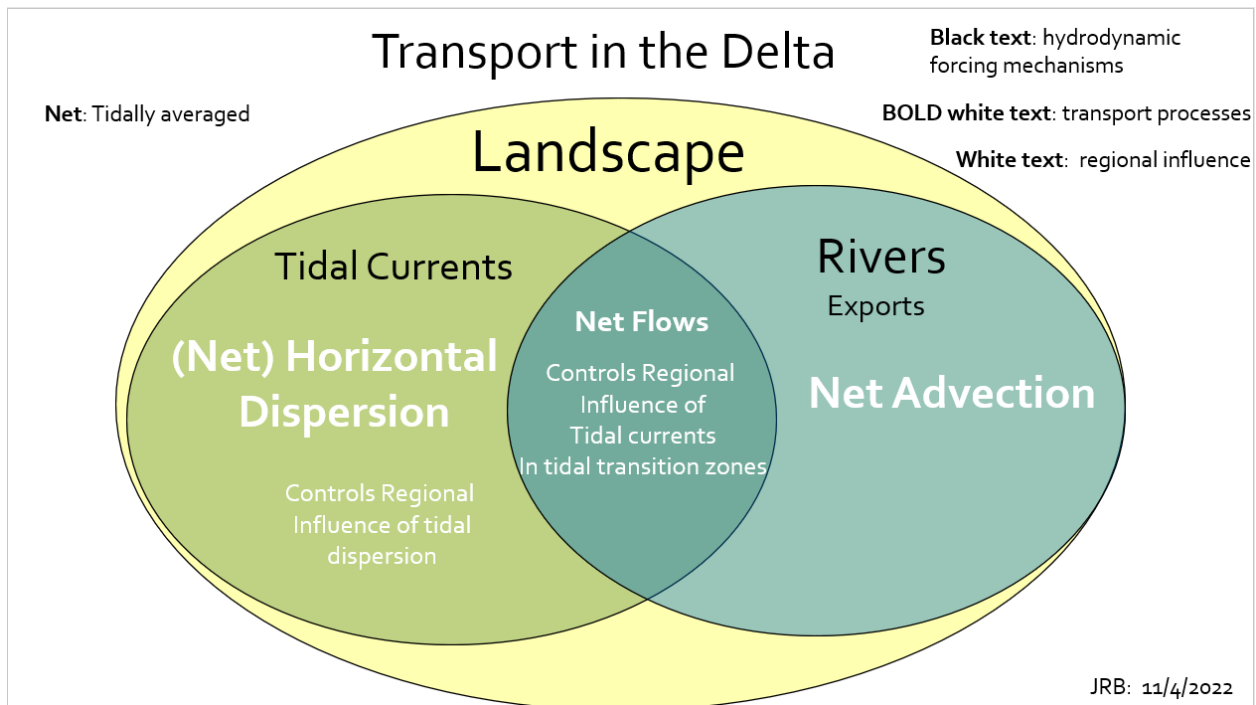 Transport in the Delta
Black text: hydrodynamic
forcing mechanisms
Net: Tidally averaged
BOLD white text: transport processes
White text: regional influence
Landscape
Tidal Currents
(Net) Horizontal
Dispersion
Controls Regional
Influence of tidal
dispersion
Net Flows
Controls Regional
Influence of
Tidal currents
In tidal transition zones
Rivers
Exports
Net Advection
JRB: 11/4/2022